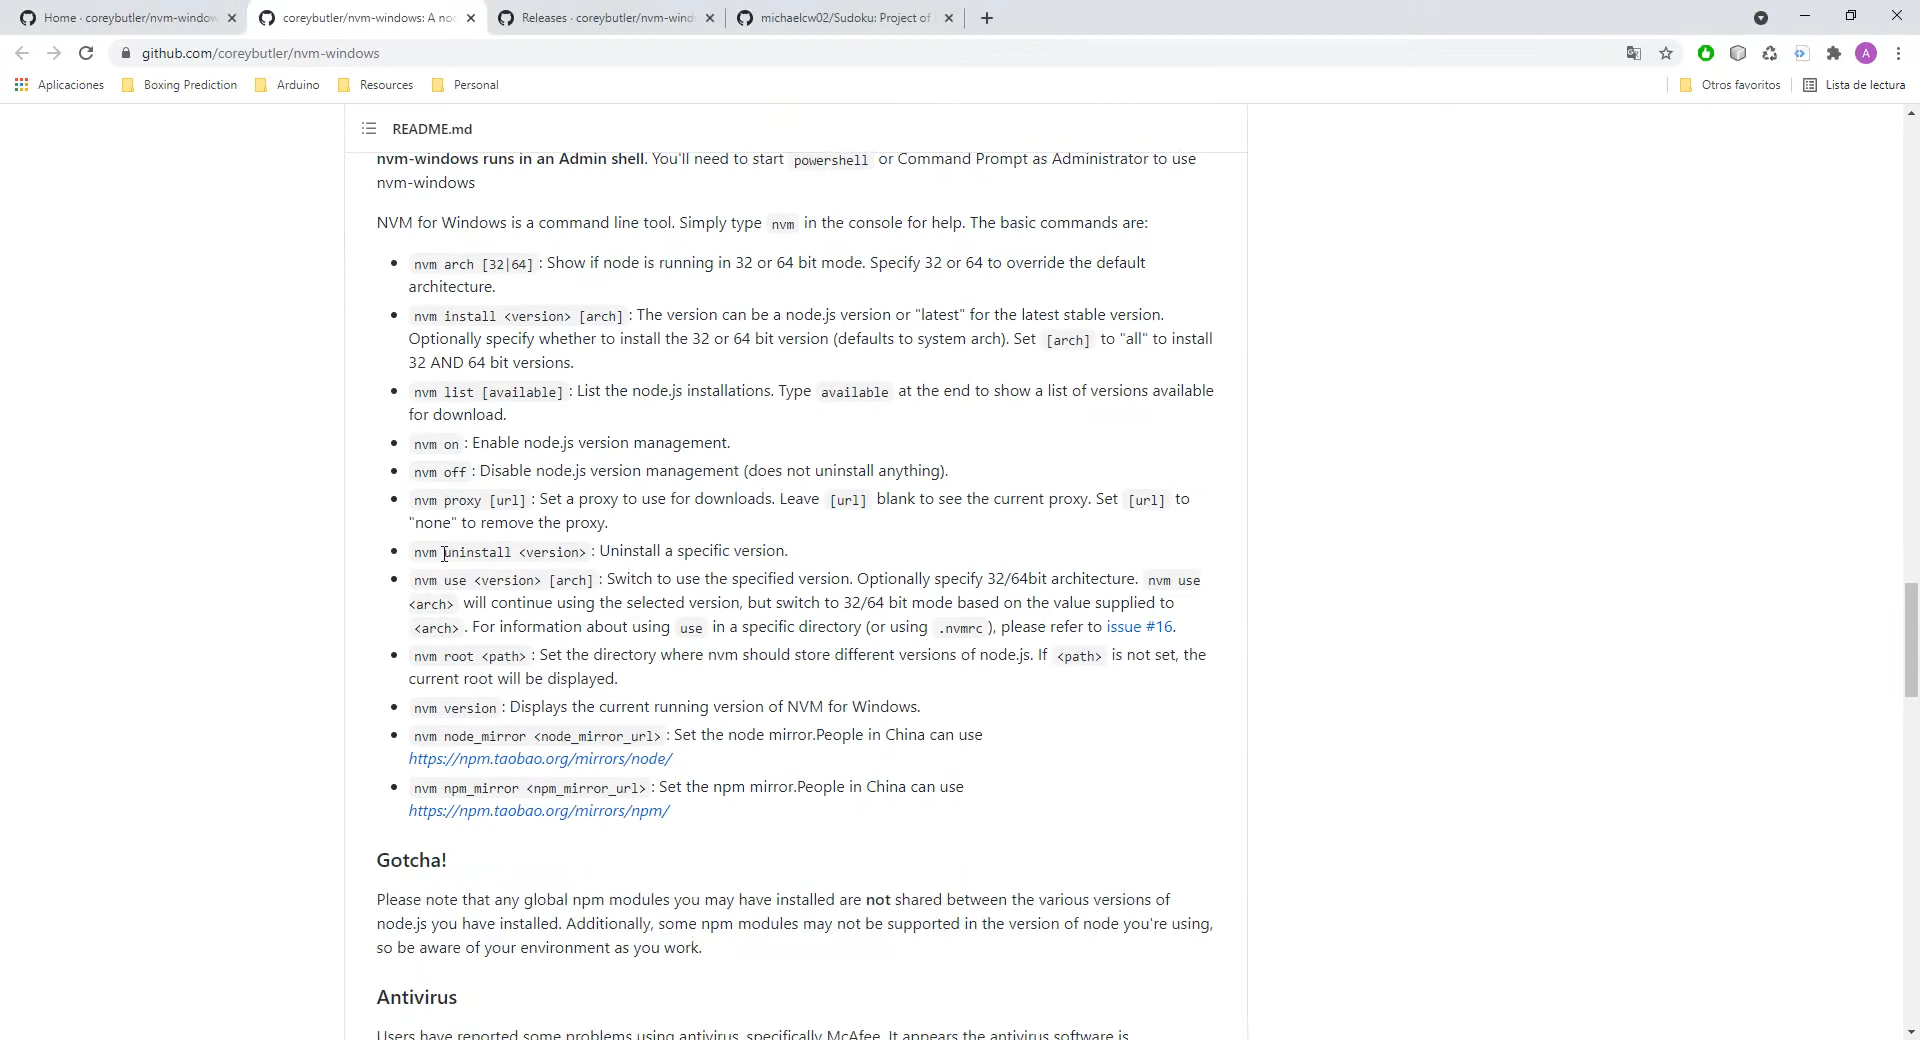 Home · coreybutler/nvm-window
coreybutler/nvm-windows: A no
Releases · coreybutler/nvm-wind
michaelcw02/Sudoku: Project of
github.com/coreybutler/nvm-windows
A
Aplicaciones
Boxing Prediction
Arduino
Resources
Personal
Otros favoritos
Lista de lectura
README.md
nvm-windows runs in an Admin shell. You'll need to start powershell or Command Prompt as Administrator to use
nvm-windows
NVM for Windows is a command line tool. Simply type nvm in the console for help. The basic commands are:
nvm arch [32|64] : Show if node is running in 32 or 64 bit mode. Specify 32 or 64 to override the default
architecture.
nvm install <version> [arch] : The version can be a node.js version or "latest" for the latest stable version.
Optionally specify whether to install the 32 or 64 bit version (defaults to system arch). Set [arch] to "all" to install
32 AND 64 bit versions.
nvm list [available] : List the node.js installations. Type available at the end to show a list of versions available
for download.
nvm on : Enable node.js version management.
nvm off : Disable node.js version management (does not uninstall anything).
nvm proxy [url] : Set a proxy to use for downloads. Leave [url] blank to see the current proxy. Set [url] to
"none" to remove the proxy.
nvm uninstall <version> : Uninstall a specific version.
nvm use <version> [arch] : Switch to use the specified version. Optionally specify 32/64bit architecture. nvm use
<arch> will continue using the selected version, but switch to 32/64 bit mode based on the value supplied to
<arch> . For information about using use in a specific directory (or using .nvmrc ), please refer to issue #16.
nvm root <path> : Set the directory where nvm should store different versions of node.js. If <path> is not set, the
current root will be displayed.
nvm version : Displays the current running version of NVM for Windows.
nvm node_mirror <node_mirror_url> : Set the node mirror.People in China can use
https://npm.taobao.org/mirrors/node/
nvm npm_mirror <npm_mirror_url> : Set the npm mirror.People in China can use
https://npm.taobao.org/mirrors/npm/
Gotcha!
Please note that any global npm modules you may have installed are not shared between the various versions of
node.js you have installed. Additionally, some npm modules may not be supported in the version of node you're using,
so be aware of your environment as you work.
Antivirus
Users have reported some problems using antivirus, specifically McAfee. It appears the antivirus software is